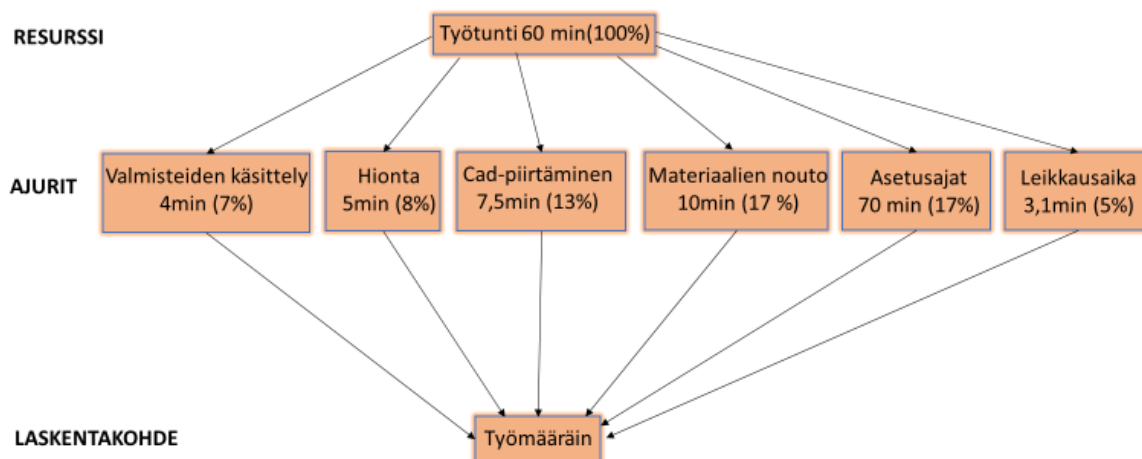 RESURSSI
Työtunti 60 min(100%)
AJURIT
Valmisteiden käsittely
4min (7%)
Hionta
5min (8%)
Cad-piirtäminen
7,5min (13%)
Materiaalien nouto
10min (17 %)
Asetusajat
70 min (17%)
Leikkausaika
3,1min (5%)
LASKENTAKOHDE
Työmääräin